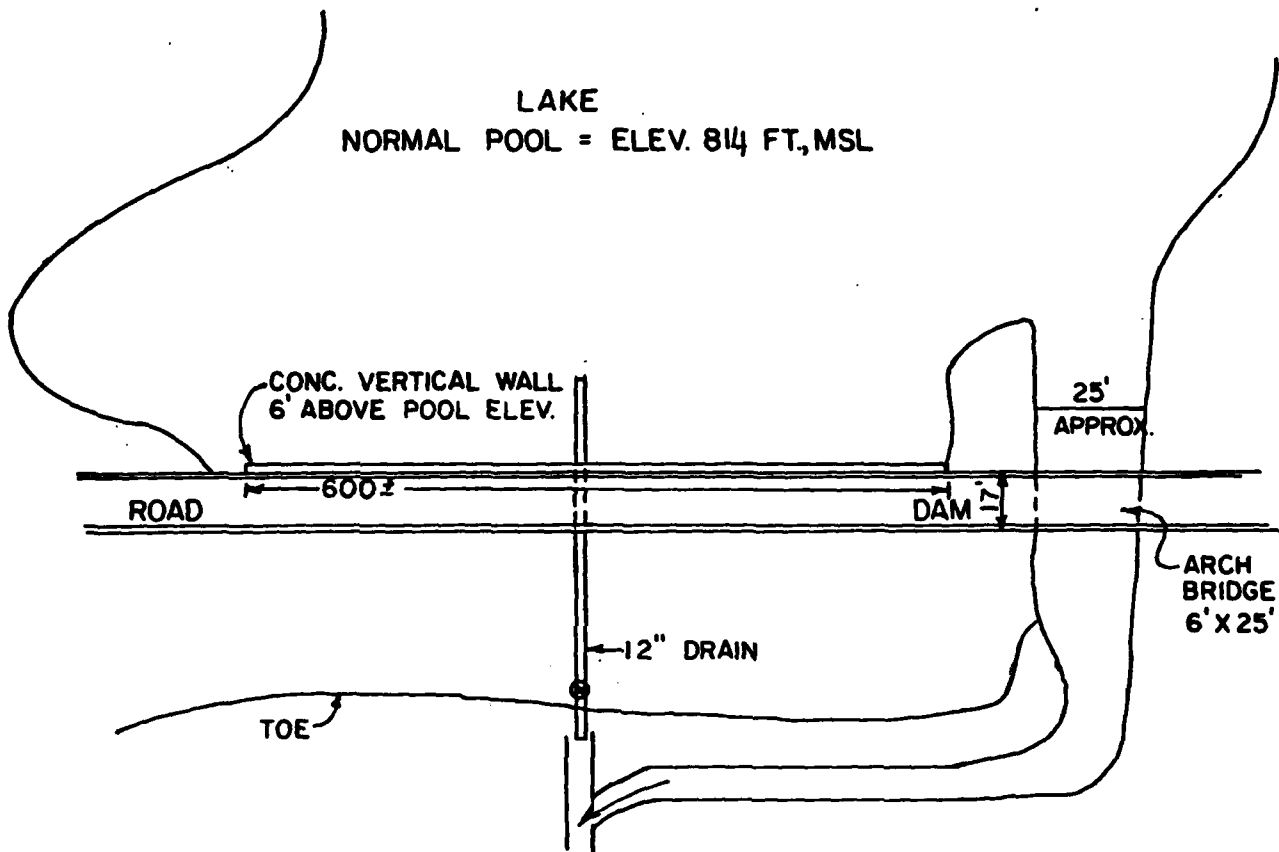 LAKE
NORMAL POOL = ELEV. 814 FT., MSL
CONC. VERTICAL WALL
6' ABOVE POOL ELEV.
25'
APPROX.
600±
ROAD
DAM
17'
ARCH
BRIDGE
6' X 25'
12" DRAIN
TOE